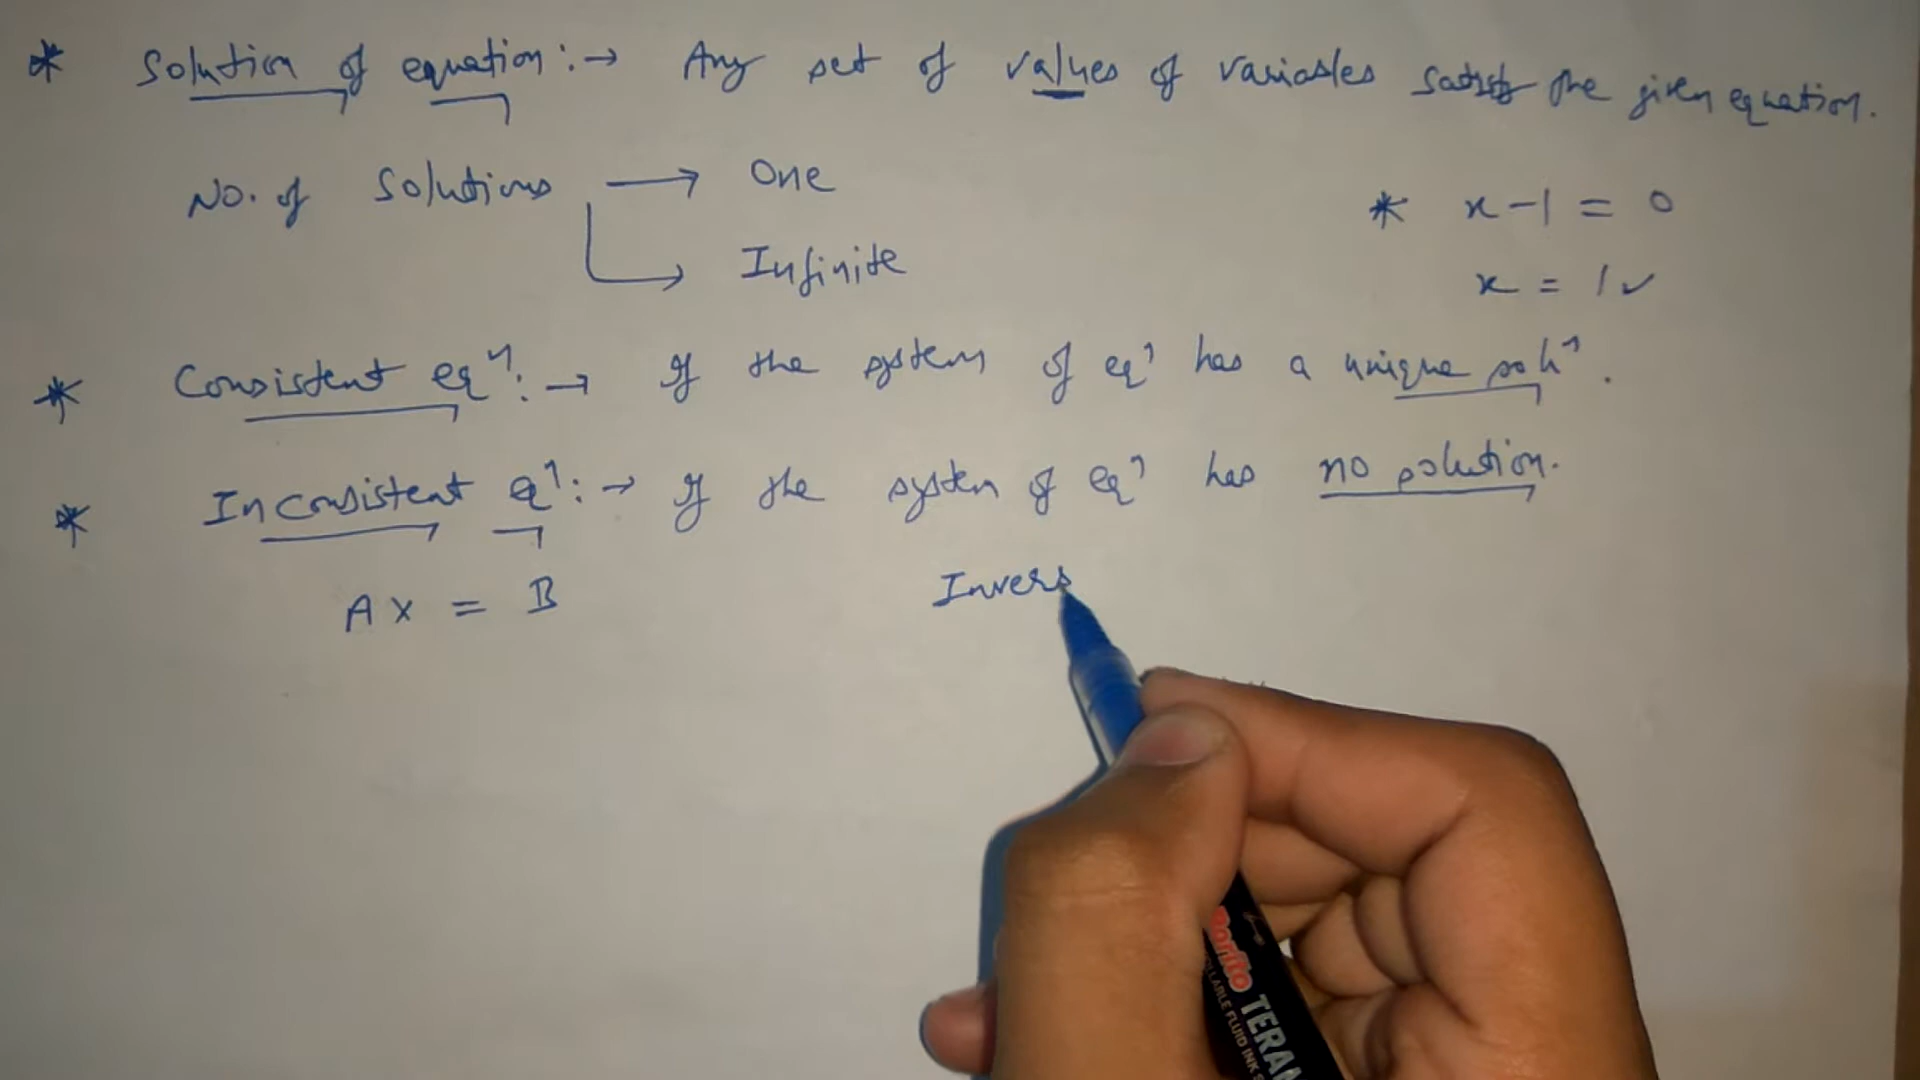 * Solution of equation :→ Any set of values of variables satisfy the given equation.
No. of Solutions → One
→ Infinite
* x - 1 = 0
x = 1 ✓
* Consistent eqⁿ: → If the system of eqⁿ has a unique solⁿ.
* Inconsistent eqⁿ: → If the system of eqⁿ has no solution.
AX = B
Invers
TERA